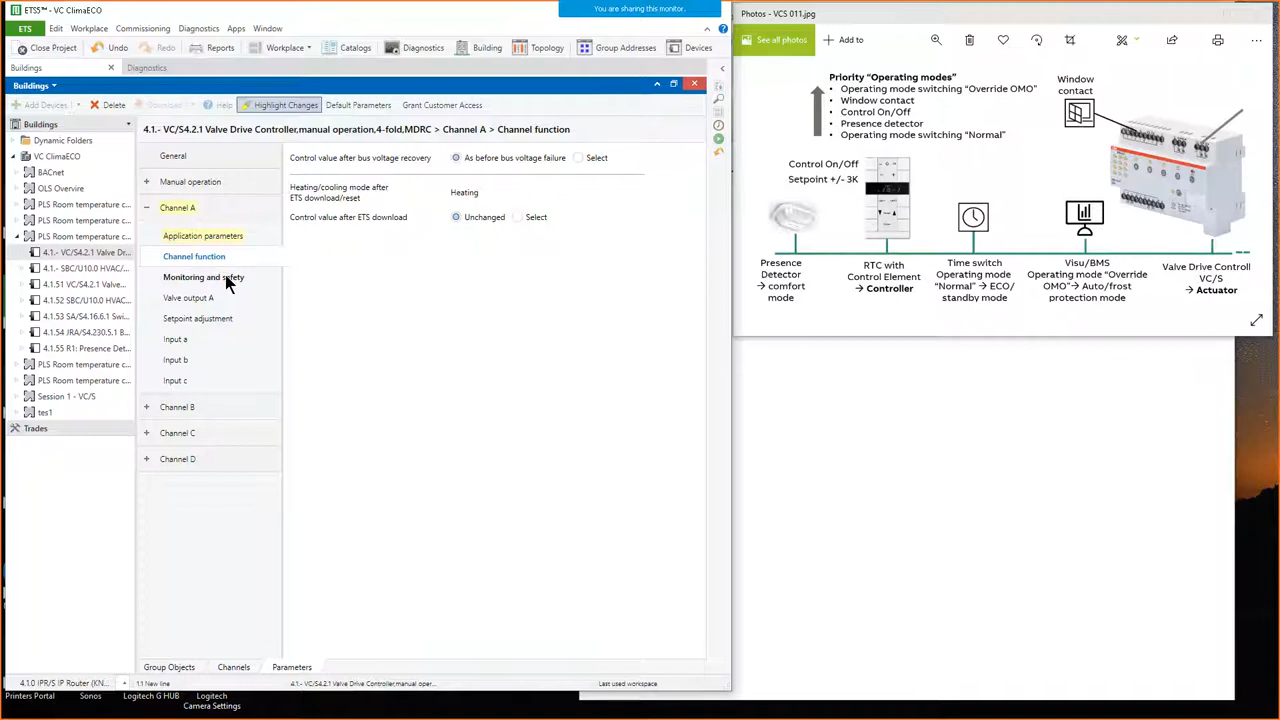 ETS5™ - VC ClimaECO
You are sharing this monitor.
ETS Edit Workplace Commissioning Diagnostics Apps Window
Close Project Undo Redo Reports Workplace Catalogs Diagnostics Building Topology Group Addresses Devices
Buildings Diagnostics
Buildings
Add Devices Delete Download Help Highlight Changes Default Parameters Grant Customer Access
Buildings
Dynamic Folders
VC ClimaECO
BACnet
OLS Overvire
PLS Room temperature c...
PLS Room temperature c...
PLS Room temperature c...
4.1.- VC/S4.2.1 Valve Dr...
4.1.- SBC/U10.0 HVAC/...
4.1.51 VC/S4.2.1 Valve...
4.1.52 SBC/U10.0 HVAC...
4.1.53 SA/S4.16.6.1 Swi...
4.1.54 JRA/S4.230.5.1 B...
4.1.55 R1: Presence Det...
PLS Room temperature c...
PLS Room temperature c...
Session 1 - VC/S
tes1
Trades
4.1.- VC/S4.2.1 Valve Drive Controller,manual operation,4-fold,MDRC > Channel A > Channel function
General
Manual operation
Channel A
Application parameters
Channel function
Monitoring and safety
Valve output A
Setpoint adjustment
Input a
Input b
Input c
Channel B
Channel C
Channel D
Control value after bus voltage recovery As before bus voltage failure Select
Heating/cooling mode after
ETS download/reset
Heating
Control value after ETS download Unchanged Select
Group Objects Channels Parameters
4.1.0 IPR/S IP Router (KN... 1.1 New line 4.1.- VC/S4.2.1 Valve Drive Controller,manual oper... Last used workspace
Printers Portal Sonos Logitech G HUB Logitech
Camera Settings
Photos - VCS 011.jpg
See all photos Add to
Priority “Operating modes”
• Operating mode switching “Override OMO”
• Window contact
• Control On/Off
• Presence detector
• Operating mode switching “Normal”
Window
contact
Control On/Off
Setpoint +/- 3K
Presence
Detector
→ comfort
mode
RTC with
Control Element
→ Controller
Time switch
Operating mode
“Normal” → ECO/
standby mode
Visu/BMS
Operating mode “Override
OMO”→ Auto/frost
protection mode
Valve Drive Controll
VC/S
→ Actuator